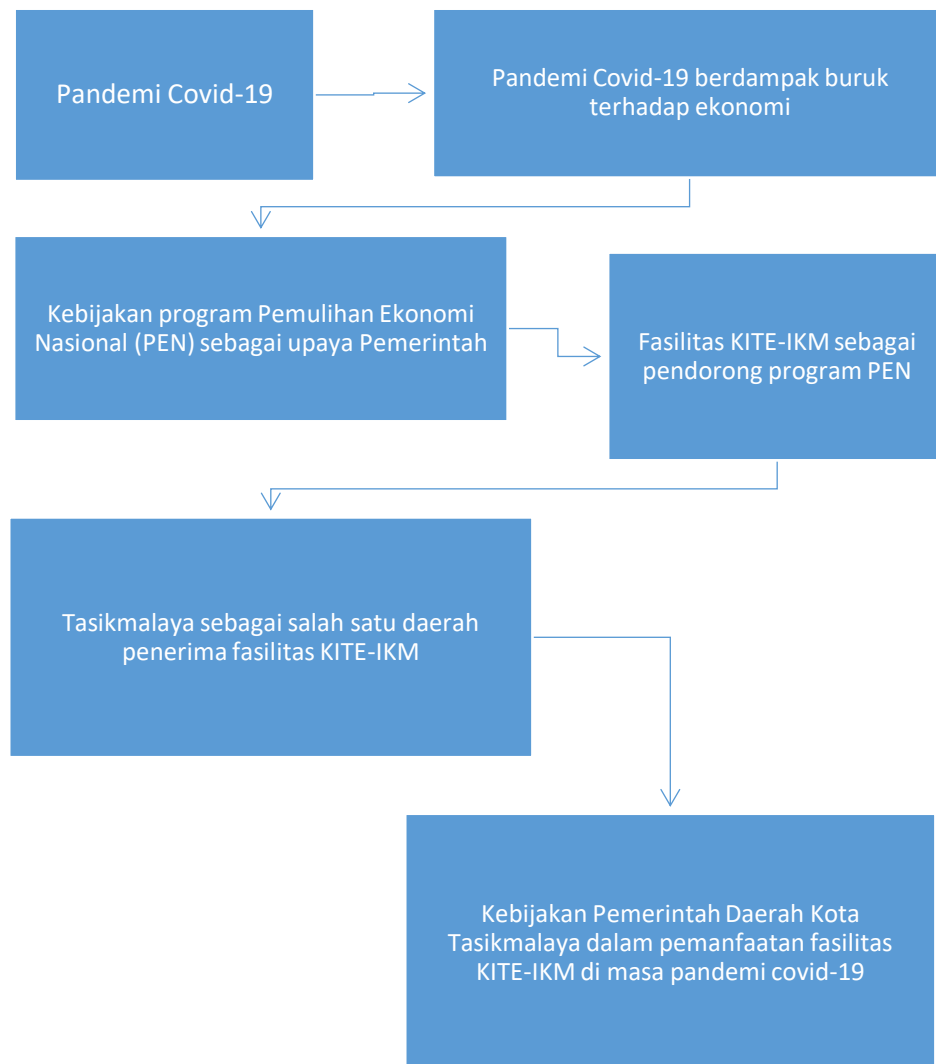 Pandemi Covid-19
Pandemi Covid-19 berdampak buruk
terhadap ekonomi
Kebijakan program Pemulihan Ekonomi
Nasional (PEN) sebagai upaya Pemerintah
Fasilitas KITE-IKM sebagai
pendorong program PEN
Tasikmalaya sebagai salah satu daerah
penerima fasilitas KITE-IKM
Kebijakan Pemerintah Daerah Kota
Tasikmalaya dalam pemanfaatan fasilitas
KITE-IKM di masa pandemi covid-19